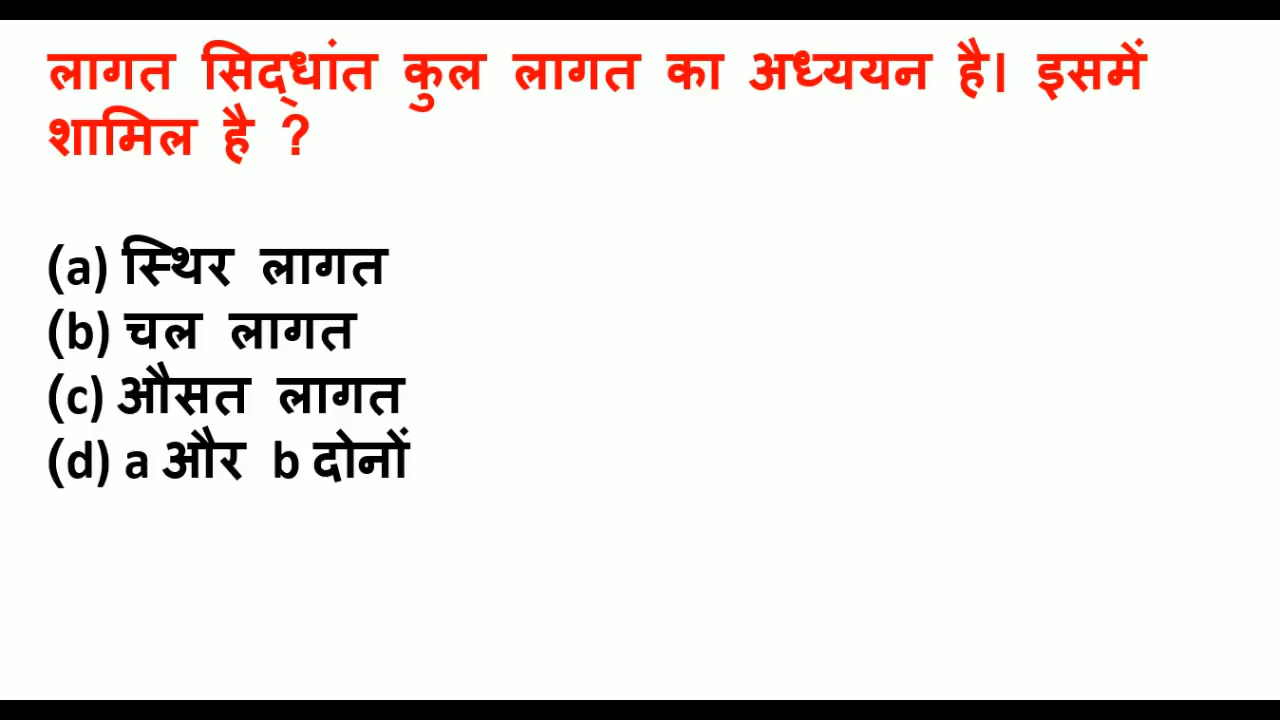 लागत सिद्धांत कुल लागत का अध्ययन है। इसमें
शामिल है ?
(a) स्थिर लागत
(b) चल लागत
(c) औसत लागत
(d) a और b दोनों